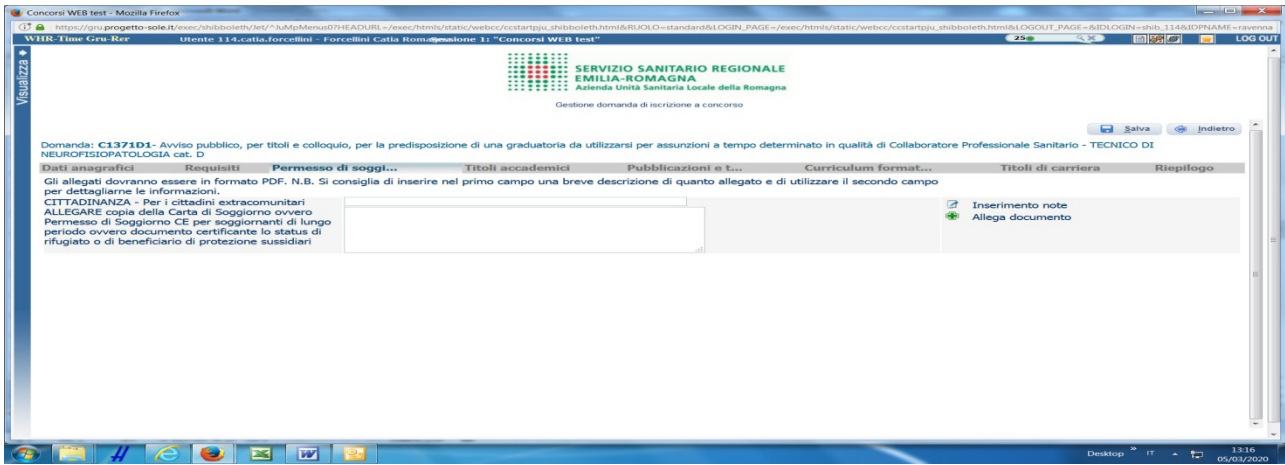 Concorsi WEB test - Mozilla Firefox
https://gru.progetto-sole.it/exec/shibboleth/Jet/^JuMpMenus0?HEADURL=/exec/htmls/static/webcc/ccstartpju_shibboleth.html&RUOLO=standard&LOGIN_PAGE=/exec/htmls/static/webcc/ccstartpju_shibboleth.html&LOGOUT_PAGE=&IDLOGIN=shib_114&IDPNAME=ravenna
WHR-Time Gru-Rer Utente 114.catia.forcellini - Forcellini Catia Sessione 1: "Concorsi WEB test" 25 LOG OUT
Visualizza
SERVIZIO SANITARIO REGIONALE
EMILIA-ROMAGNA
Azienda Unità Sanitaria Locale della Romagna
Gestione domanda di iscrizione a concorso
Salva Indietro
Domanda: C1371D1- Avviso pubblico, per titoli e colloquio, per la predisposizione di una graduatoria da utilizzarsi per assunzioni a tempo determinato in qualità di Collaboratore Professionale Sanitario - TECNICO DI
NEUROFISIOPATOLOGIA cat. D
Dati anagrafici Requisiti Permesso di soggi... Titoli accademici Pubblicazioni e t... Curriculum format... Titoli di carriera Riepilogo
Gli allegati dovranno essere in formato PDF. N.B. Si consiglia di inserire nel primo campo una breve descrizione di quanto allegato e di utilizzare il secondo campo
per dettagliarne le informazioni.
CITTADINANZA - Per i cittadini extracomunitari
ALLEGARE copia della Carta di Soggiorno ovvero
Permesso di Soggiorno CE per soggiornanti di lungo
periodo ovvero documento certificante lo status di
rifugiato o di beneficiario di protezione sussidiari
Inserimento note
Allega documento
Desktop » IT 13:16
05/03/2020